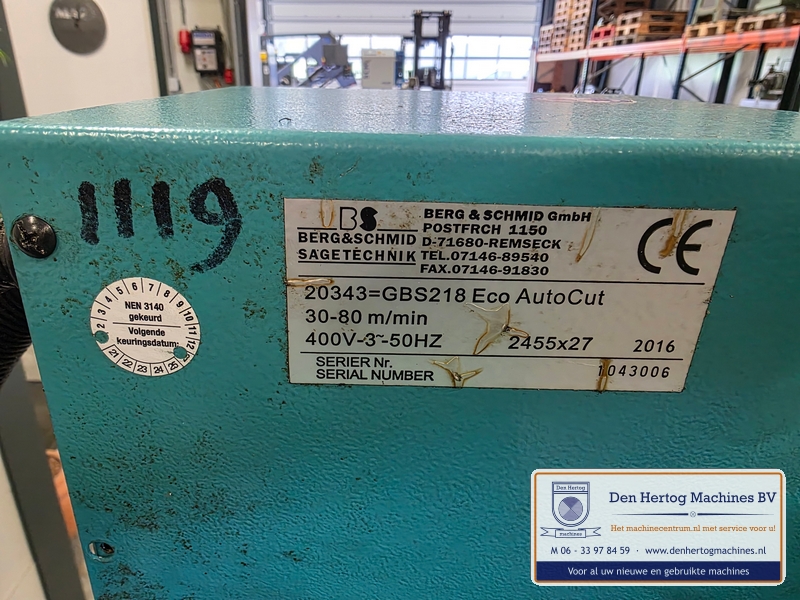 1119
BS
BERG&SCHMID
SÄGETECHNIK
BERG & SCHMID GmbH
POSTFRCH 1150
D-71680-REMSECK
TEL.07146-89540
FAX.07146-91830
CE
20343=GBS218 Eco AutoCut
30-80 m/min
400V-3~50HZ 2455x27 2016
SERIER Nr.
SERIAL NUMBER 1043006
2 3 4 5 6 7 8 9 10 11 12
NEN 3140
gekeurd
Volgende
keuringsdatum:
21 22 23 24 25
Den Hertog
machines
Den Hertog Machines BV
Het machinecentrum.nl met service voor u!
M 06 - 33 97 84 59 · www.denhertogmachines.nl
Voor al uw nieuwe en gebruikte machines